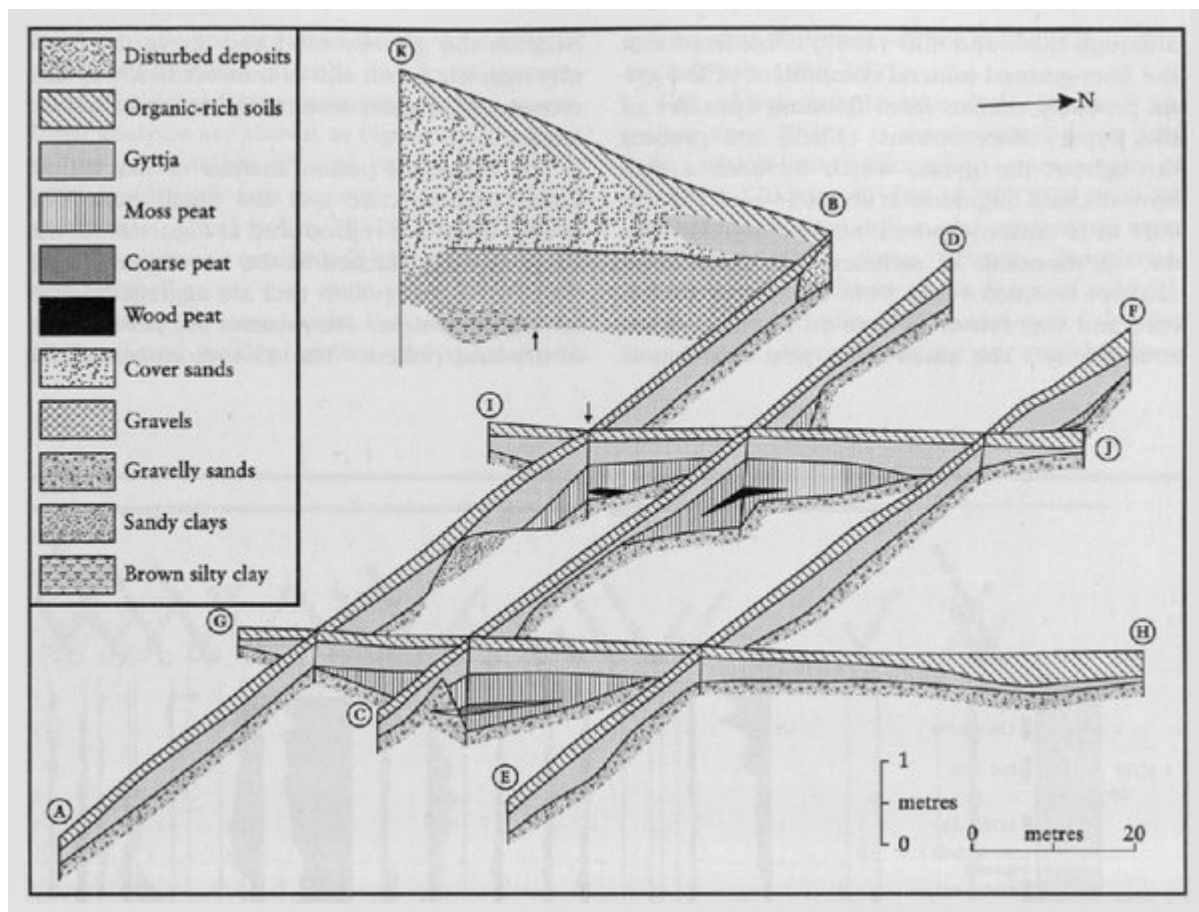 Disturbed deposits
Organic-rich soils
Gyttja
Moss peat
Coarse peat
Wood peat
Cover sands
Gravels
Gravelly sands
Sandy clays
Brown silty clay
K
N
B
D
F
I
J
G
H
C
E
A
1
metres
0
0 metres 20